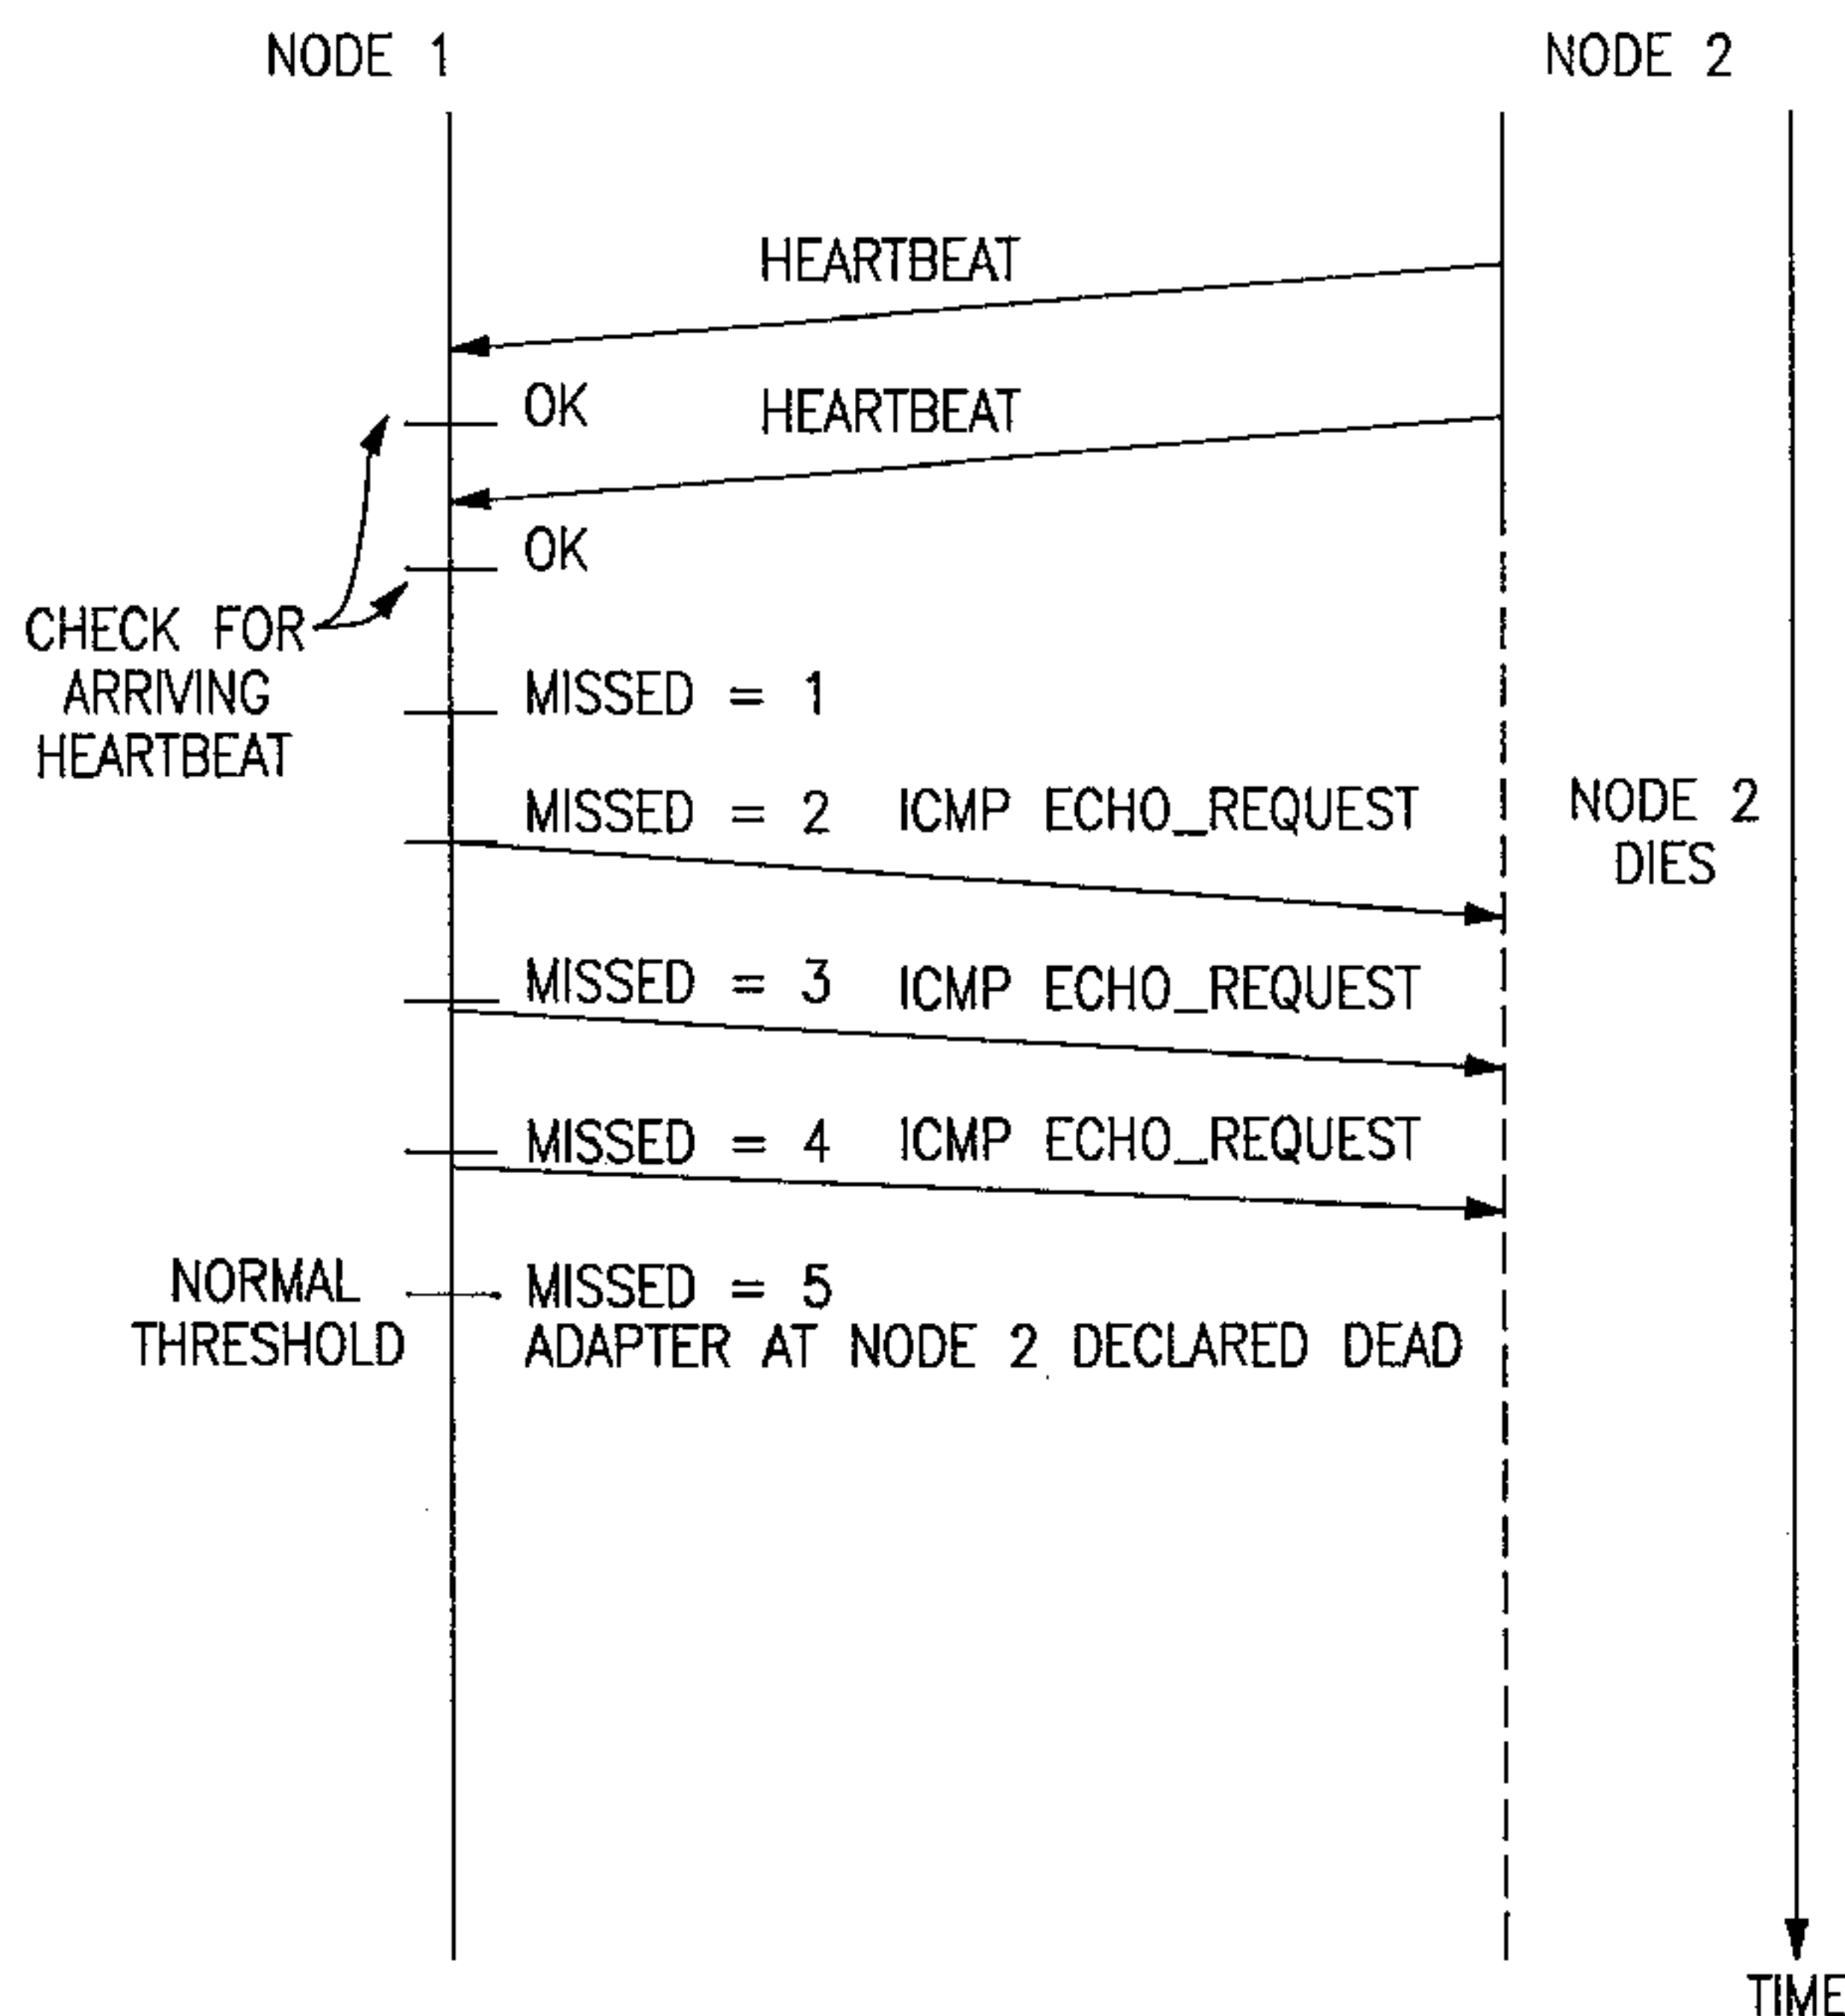 NODE 1
NODE 2
HEARTBEAT
OK
HEARTBEAT
OK
CHECK FOR
ARRIVING
HEARTBEAT
MISSED = 1
MISSED = 2 ICMP ECHO_REQUEST
NODE 2
DIES
MISSED = 3 ICMP ECHO_REQUEST
MISSED = 4 ICMP ECHO_REQUEST
NORMAL
THRESHOLD
MISSED = 5
ADAPTER AT NODE 2 DECLARED DEAD
TIME